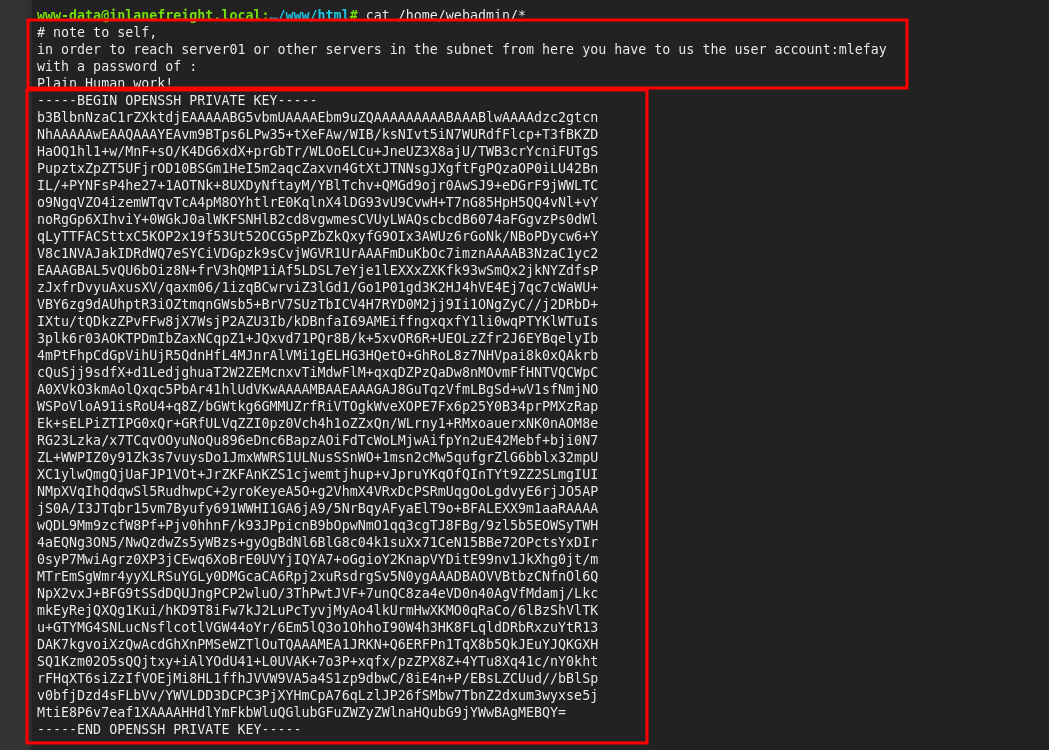 www-data@inlanefreight.local:…/www/html# cat /home/webadmin/*
# note to self,
in order to reach server01 or other servers in the subnet from here you have to us the user account:mlefay
with a password of :
Plain Human work!
-----BEGIN OPENSSH PRIVATE KEY-----
b3BlbnNzaC1rZXktdjEAAAAABG5vbmUAAAAEbm9uZQAAAAAAAAABAAABlwAAAAdzc2gtcn
NhAAAAAwEAAQAAAYEAvm9BTps6LPw35+tXeFAw/WIB/ksNIvt5iN7WURdfFlcp+T3fBKZD
HaOQ1hl1+w/MnF+sO/K4DG6xdX+prGbTr/WLOoELCu+JneUZ3X8ajU/TWB3crYcniFUTgS
PupztxZpZT5UFjrOD10BSGm1HeI5m2aqcZaxvn4GtXtJTNNsgJXgftFgPQzaOP0iLU42Bn
IL/+PYNFsP4he27+1AOTNk+8UXDyNftayM/YBlTchv+QMGd9ojr0AwSJ9+eDGrF9jWWLTC
o9NgqVZO4izemWTqvTcA4pM8OYhtlrE0KqlnX4lDG93vU9CvwH+T7nG85HpH5QQ4vNl+vY
noRgGp6XIhviY+0WGkJ0alWKFSNHlB2cd8vgwmesCVUyLWAQscbcdB6074aFGgvzPs0dWl
qLyTTFACSttxC5KOP2x19f53Ut52OCG5pPZbZkQxyfG9OIx3AWUz6rGoNk/NBoPDycw6+Y
V8c1NVAJakIDRdWQ7eSYCiVDGpzk9sCvjWGVR1UrAAAFmDuKbOc7imznAAAAB3NzaC1yc2
EAAAGBAL5vQU6bOiz8N+frV3hQMP1iAf5LDSL7eYje1lEXXxZXKfk93wSmQx2jkNYZdfsP
zJxfrDvyuAxusXV/qaxm06/1izqBCwrviZ3lGd1/Go1P01gd3K2HJ4hVE4Ej7qc7cWaWU+
VBY6zg9dAUhptR3iOZtmqnGWsb5+BrV7SUzTbICV4H7RYD0M2jj9Ii1ONgZyC//j2DRbD+
IXtu/tQDkzZPvFFw8jX7WsjP2AZU3Ib/kDBnfaI69AMEiffngxqxfY1li0wqPTYKlWTuIs
3plk6r03AOKTPDmIbZaxNCqpZ1+JQxvd71PQr8B/k+5xvOR6R+UEOLzZfr2J6EYBqelyIb
4mPtFhpCdGpVihUjR5QdnHfL4MJnrAlVMi1gELHG3HQetO+GhRoL8z7NHVpai8k0xQAkrb
cQuSjj9sdfX+d1LedjghuaT2W2ZEMcnxvTiMdwFlM+qxqDZPzQaDw8nMOvmFfHNTVQCWpC
A0XVkO3kmAolQxqc5PbAr41hlUdVKwAAAAMBAAEAAAGAJ8GuTqzVfmLBgSd+wV1sfNmjNO
WSPoVloA91isRoU4+q8Z/bGWtkg6GMMUZrfRiVTOgkWveXOPE7Fx6p25Y0B34prPMXzRap
Ek+sELPiZTIPG0xQr+GRfULVqZZI0pz0Vch4h1oZZxQn/WLrny1+RMxoauerxNK0nAOM8e
RG23Lzka/x7TCqvOOyuNoQu896eDnc6BapzAOiFdTcWoLMjwAifpYn2uE42Mebf+bji0N7
ZL+WWPIZ0y91Zk3s7vuysDo1JmxWWRS1ULNusSSnWO+1msn2cMw5qufgrZlG6bblx32mpU
XC1ylwQmgQjUaFJP1VOt+JrZKFAnKZS1cjwemtjhup+vJpruYKqOfQInTYt9ZZ2SLmgIUI
NMpXVqIhQdqwSl5RudhwpC+2yroKeyeA5O+g2VhmX4VRxDcPSRmUqgOoLgdvyE6rjJO5AP
jS0A/I3JTqbr15vm7Byufy691WWHI1GA6jA9/5NrBqyAFyaElT9o+BFALEXX9m1aaRAAAA
wQDL9Mm9zcfW8Pf+Pjv0hhnF/k93JPpicnB9bOpwNmO1qq3cgTJ8FBg/9zl5b5EOWSyTWH
4aEQNg3ON5/NwQzdwZs5yWBzs+gyOgBdNl6BlG8c04k1suXx71CeN15BBe72OPctsYxDIr
0syP7MwiAgrz0XP3jCEwq6XoBrE0UVYjIQYA7+oGgioY2KnapVYDitE99nv1JkXhg0jt/m
MTrEmSgWmr4yyXLRSuYGLy0DMGcaCA6Rpj2xuRsdrgSv5N0ygAAADBAOVVBtbzCNfnOl6Q
NpX2vxJ+BFG9tSSdDQUJngPCP2wluO/3ThPwtJVF+7unQC8za4eVD0n40AgVfMdamj/Lkc
mkEyRejQXQg1Kui/hKD9T8iFw7kJ2LuPcTyvjMyAo4lkUrmHwXKMO0qRaCo/6lBzShVlTK
u+GTYMG4SNLucNsflcotlVGW44oYr/6Em5lQ3o1OhhoI90W4h3HK8FLqldDRbRxzuYtR13
DAK7kgvoiXzQwAcdGhXnPMSeWZTlOuTQAAAMEA1JRKN+Q6ERFPn1TqX8b5QkJEuYJQKGXH
SQ1Kzm02O5sQQjtxy+iAlYOdU41+L0UVAK+7o3P+xqfx/pzZPX8Z+4YTu8Xq41c/nY0kht
rFHqXT6siZzIfVOEjMi8HL1ffhJVVW9VA5a4S1zp9dbwC/8iE4n+P/EBsLZCUud//bBlSp
v0bfjDzd4sFLbVv/YWVLDD3DCPC3PjXYHmCpA76qLzlJP26fSMbw7TbnZ2dxum3wyxse5j
MtiE8P6v7eaf1XAAAAHHdlYmFkbWluQGlubGFuZWZyZWlnaHQubG9jYWwBAgMEBQY=
-----END OPENSSH PRIVATE KEY-----